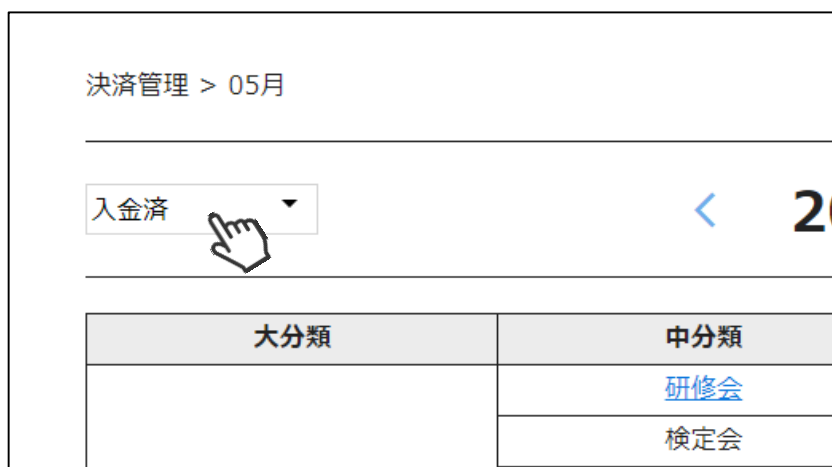 決済管理 > 05月
入金済
大分類 中分類
研修会
検定会